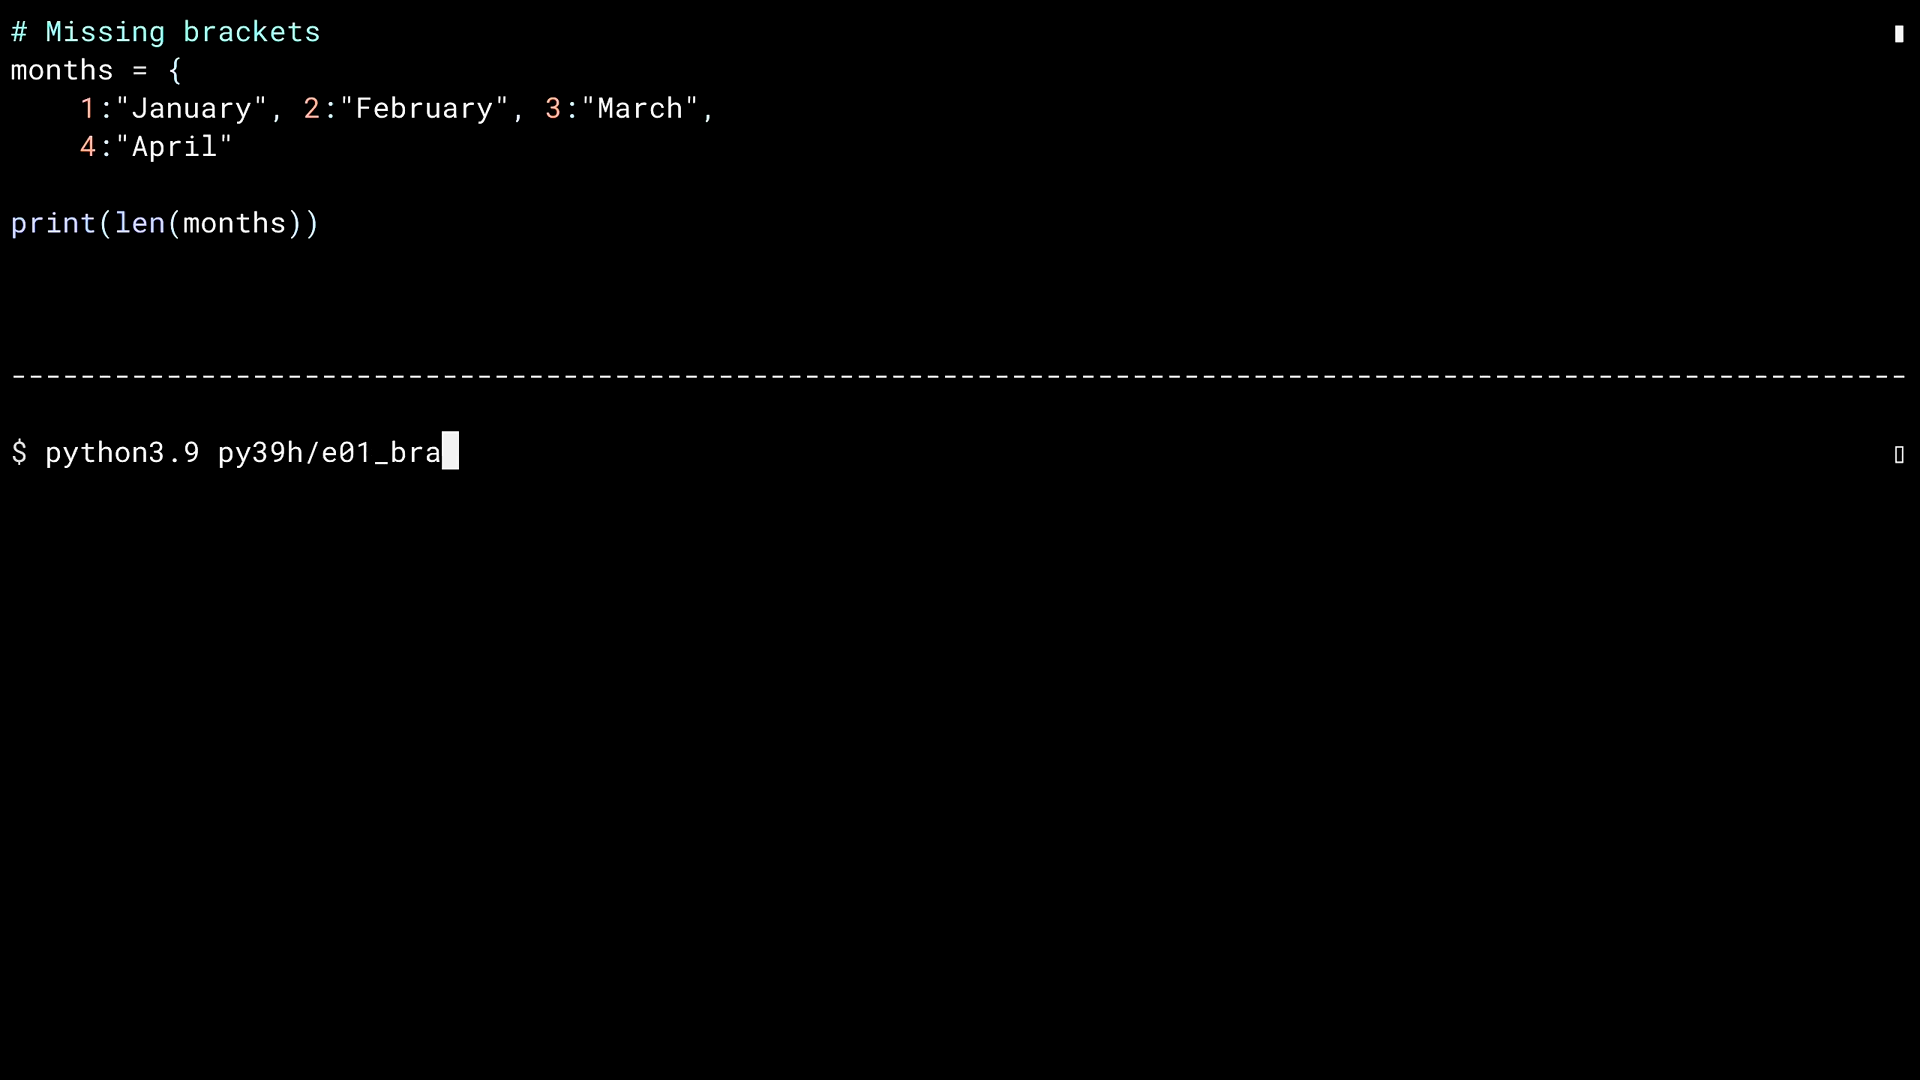 # Missing brackets
months = {
    1:"January", 2:"February", 3:"March",
    4:"April"
print(len(months))
--------------------------------------------------------------------------------------------------------------
$ python3.9 py39h/e01_bra